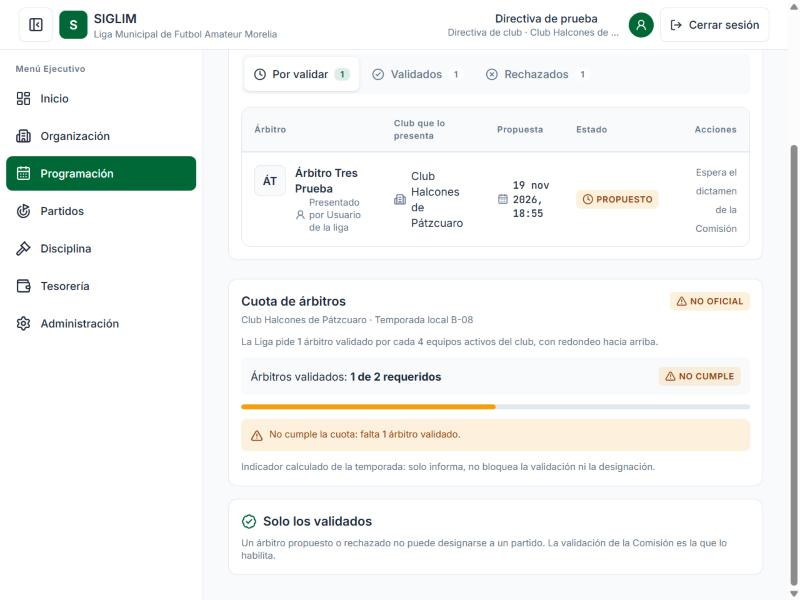 S
SIGLIM
Liga Municipal de Futbol Amateur Morelia
Directiva de prueba
Directiva de club · Club Halcones de ...
Cerrar sesión
Menú Ejecutivo
Inicio
Organización
Programación
Partidos
Disciplina
Tesorería
Administración
Por validar 1
Validados 1
Rechazados 1
Árbitro
Club que lo
presenta
Propuesta
Estado
Acciones
ÁT
Árbitro Tres
Prueba
Presentado
por Usuario
de la liga
Club
Halcones
de
Pátzcuaro
19 nov
2026,
18:55
PROPUESTO
Espera el
dictamen
de la
Comisión
Cuota de árbitros
NO OFICIAL
Club Halcones de Pátzcuaro · Temporada local B-08
La Liga pide 1 árbitro validado por cada 4 equipos activos del club, con redondeo hacia arriba.
Árbitros validados: 1 de 2 requeridos
NO CUMPLE
No cumple la cuota: falta 1 árbitro validado.
Indicador calculado de la temporada: solo informa, no bloquea la validación ni la designación.
Solo los validados
Un árbitro propuesto o rechazado no puede designarse a un partido. La validación de la Comisión es la que lo
habilita.